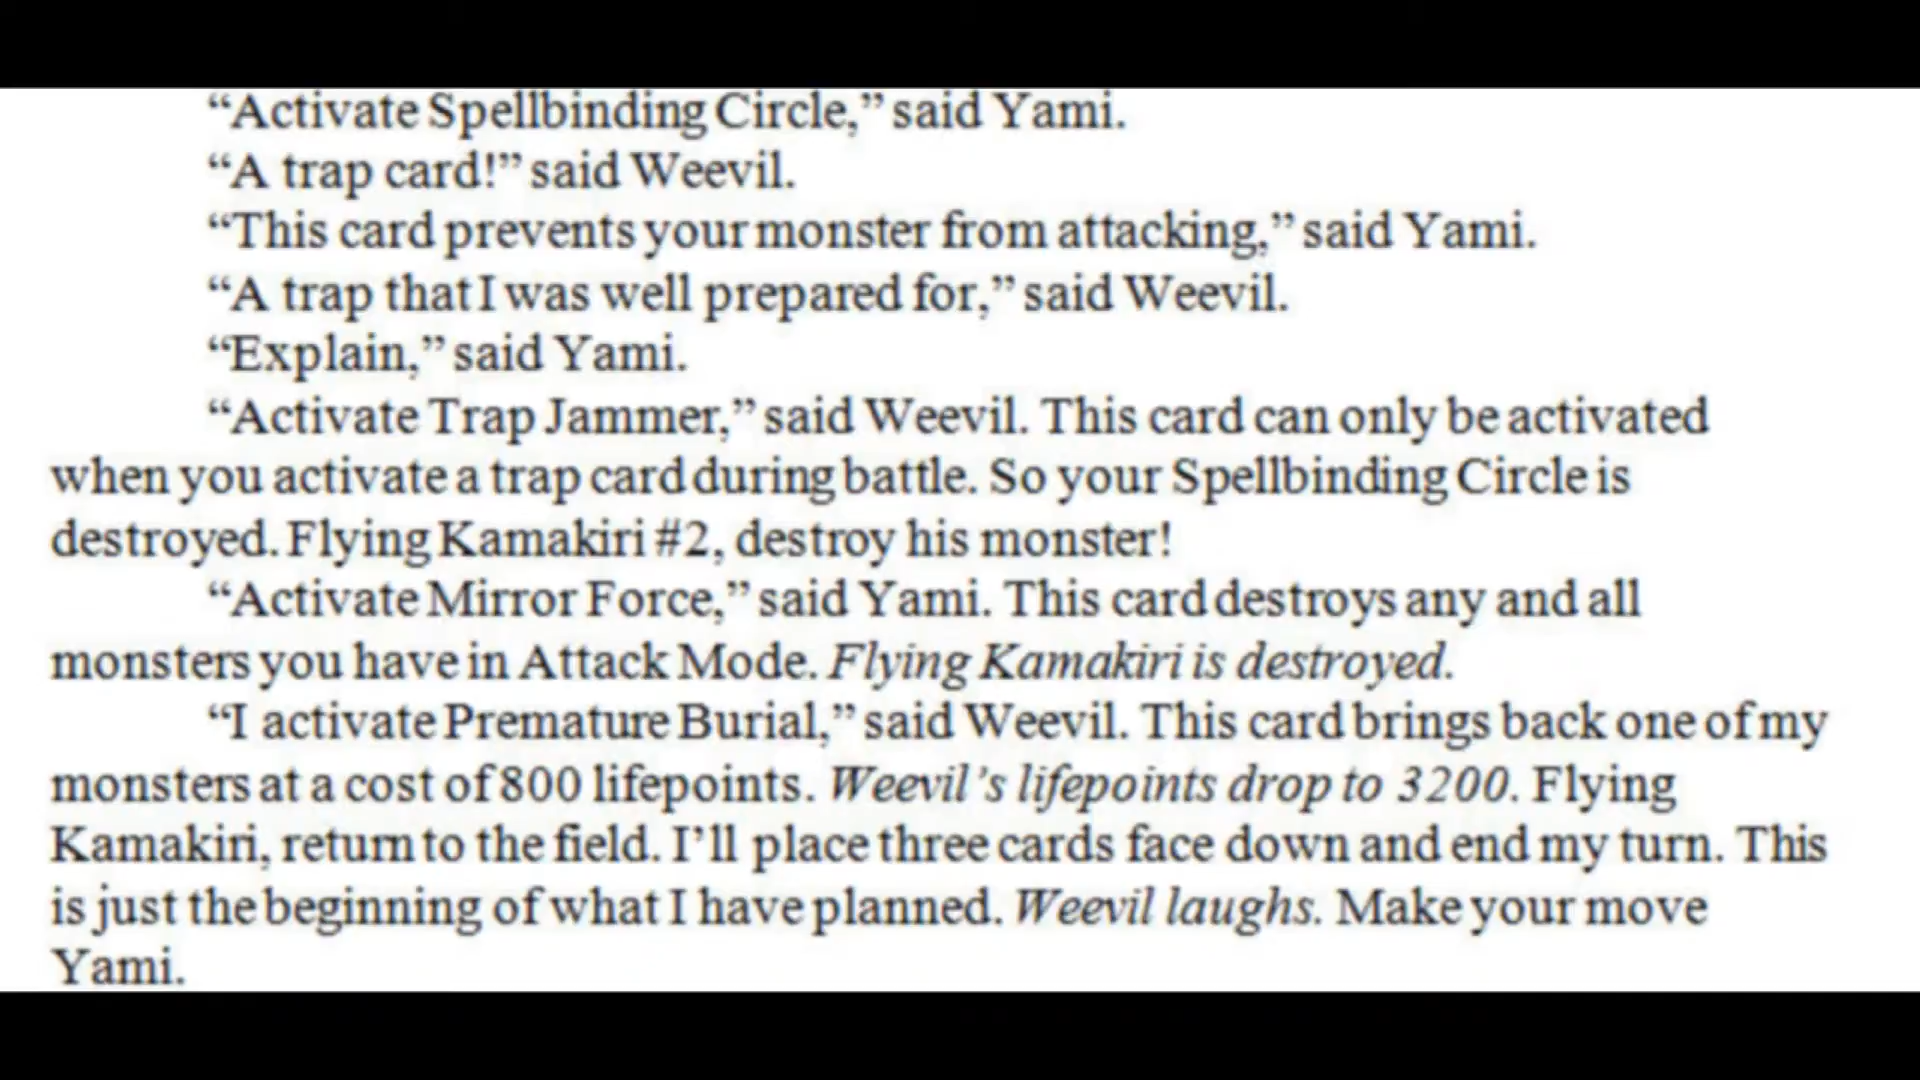 “Activate Spellbinding Circle,” said Yami.
“A trap card!” said Weevil.
“This card prevents your monster from attacking,” said Yami.
“A trap that I was well prepared for,” said Weevil.
“Explain,” said Yami.
“Activate Trap Jammer,” said Weevil. This card can only be activated
when you activate a trap card during battle. So your Spellbinding Circle is
destroyed. Flying Kamakiri #2, destroy his monster!
“Activate Mirror Force,” said Yami. This card destroys any and all
monsters you have in Attack Mode. Flying Kamakiri is destroyed.
“I activate Premature Burial,” said Weevil. This card brings back one of my
monsters at a cost of 800 lifepoints. Weevil’s lifepoints drop to 3200. Flying
Kamakiri, return to the field. I’ll place three cards face down and end my turn. This
is just the beginning of what I have planned. Weevil laughs. Make your move
Yami.